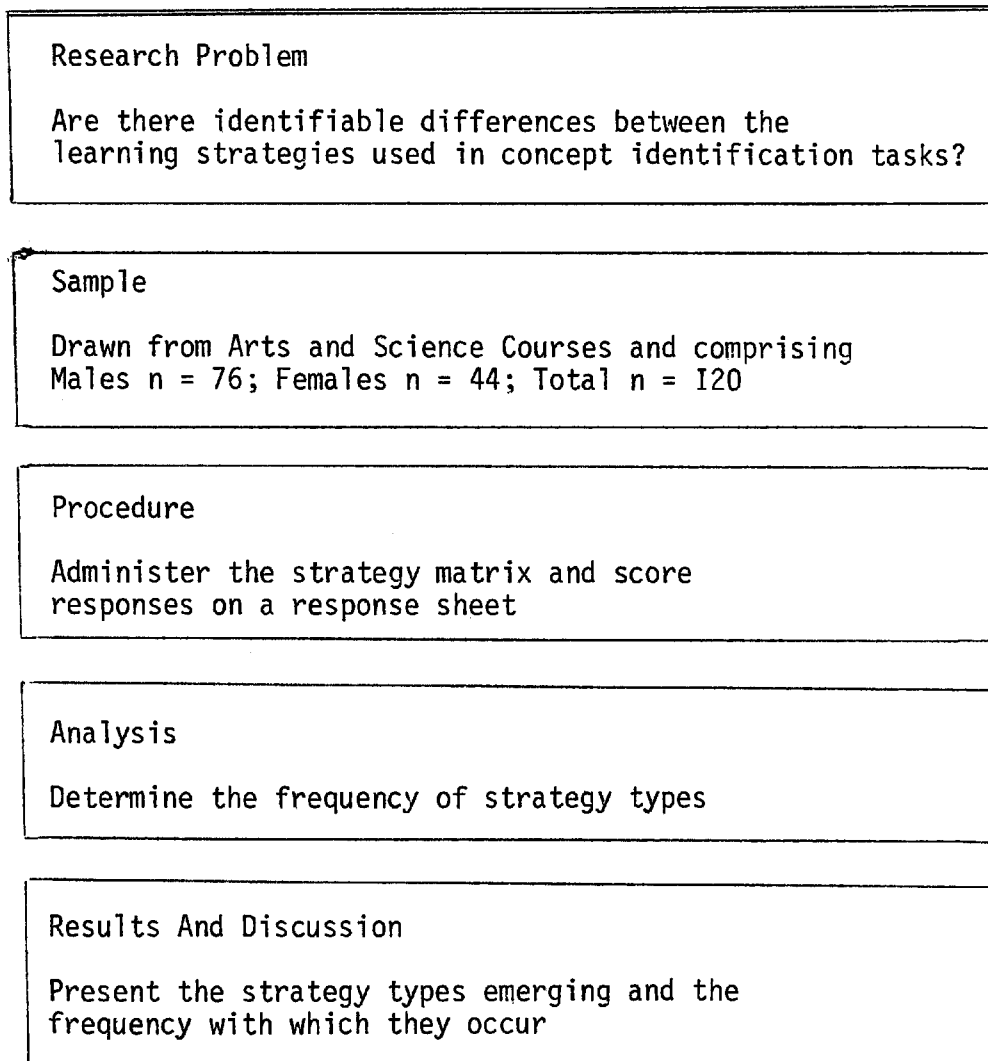 Research Problem
Are there identifiable differences between the
learning strategies used in concept identification tasks?
Sample
Drawn from Arts and Science Courses and comprising
Males n = 76; Females n = 44; Total n = I20
Procedure
Administer the strategy matrix and score
responses on a response sheet
Analysis
Determine the frequency of strategy types
Results And Discussion
Present the strategy types emerging and the
frequency with which they occur